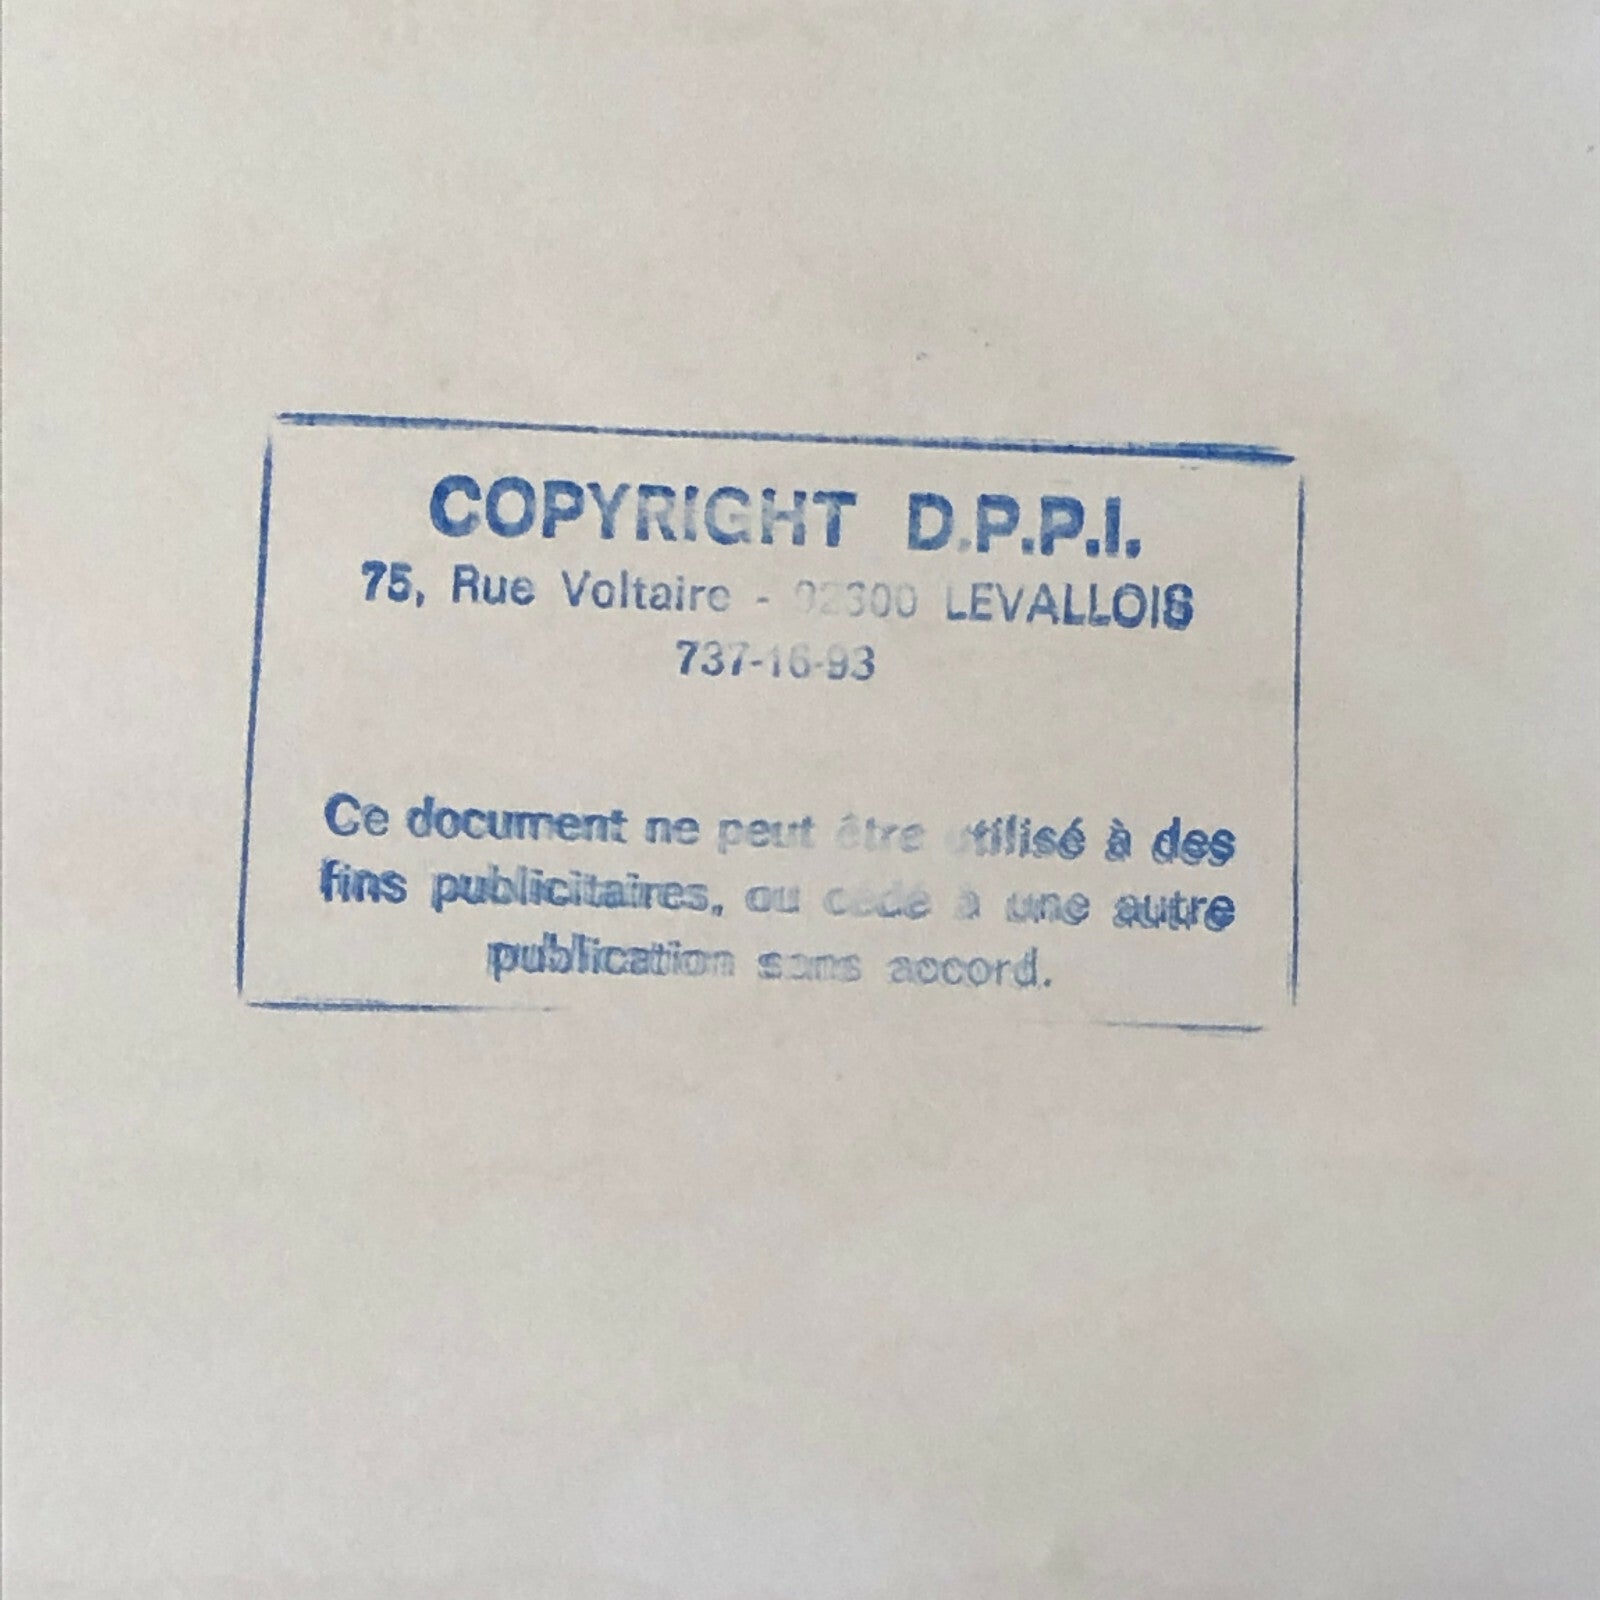 COPYRIGHT D.P.P.I.
75, Rue Voltaire - 92300 LEVALLOIS
737-16-93
Ce document ne peut être utilisé à des
fins publicitaires, ou cédé à une autre
publication sans accord.